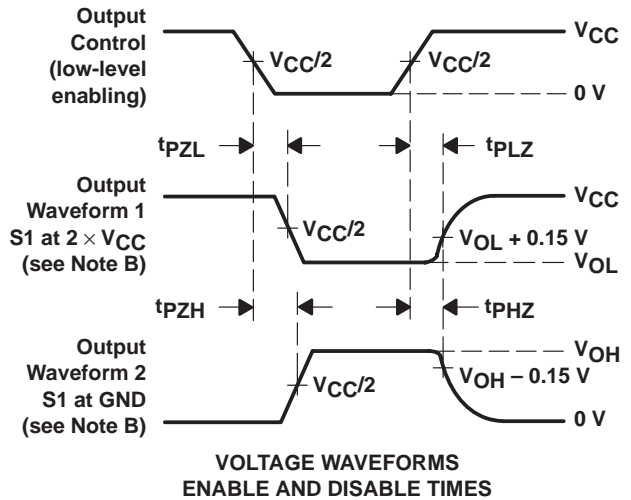 Output
Control
(low-level
enabling)
VCC/2
VCC/2
VCC
0 V
tPZL
tPLZ
Output
Waveform 1
S1 at 2 × VCC
(see Note B)
VCC/2
VCC
VOL + 0.15 V
VOL
tPZH
tPHZ
Output
Waveform 2
S1 at GND
(see Note B)
VCC/2
VOH
VOH – 0.15 V
0 V
VOLTAGE WAVEFORMS
ENABLE AND DISABLE TIMES